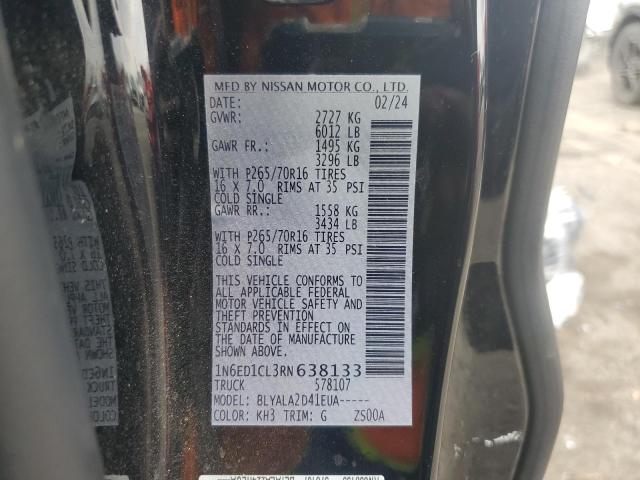 MFD BY NISSAN MOTOR CO., LTD.
DATE: 02/24
GVWR: 2727 KG
6012 LB
GAWR FR.: 1495 KG
3296 LB
WITH P265/70R16 TIRES
16 X 7.0 RIMS AT 35 PSI
COLD SINGLE
GAWR RR.: 1558 KG
3434 LB
WITH P265/70R16 TIRES
16 X 7.0 RIMS AT 35 PSI
COLD SINGLE
THIS VEHICLE CONFORMS TO
ALL APPLICABLE FEDERAL
MOTOR VEHICLE SAFETY AND
THEFT PREVENTION
STANDARDS IN EFFECT ON
THE DATE OF MANUFACTURE
SHOWN ABOVE.
1N6ED1CL3RN638133
TRUCK 578107
MODEL: BLYALA2D41EUA-----
COLOR: KH3 TRIM: G ZS00A